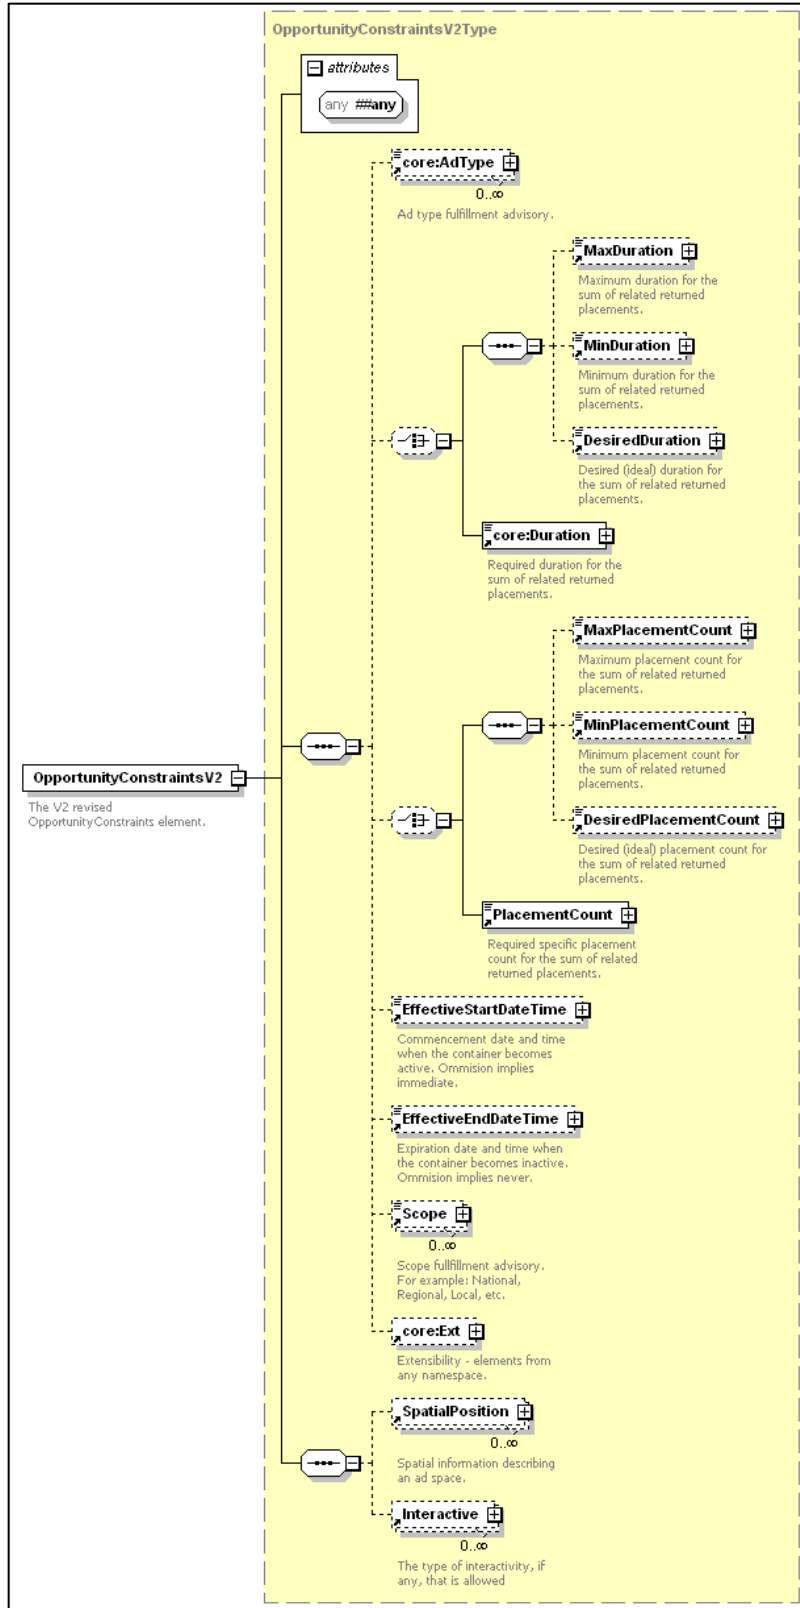 OpportunityConstraintsV2Type
attributes
any ##any
core:AdType
0..∞
Ad type fulfillment advisory.
MaxDuration
Maximum duration for the
sum of related returned
placements.
MinDuration
Minimum duration for the
sum of related returned
placements.
DesiredDuration
Desired (ideal) duration for
the sum of related returned
placements.
core:Duration
Required duration for the
sum of related returned
placements.
MaxPlacementCount
Maximum placement count for
the sum of related returned
placements.
MinPlacementCount
Minimum placement count for
the sum of related returned
placements.
DesiredPlacementCount
Desired (ideal) placement count for
the sum of related returned
placements.
PlacementCount
Required specific placement
count for the sum of related
returned placements.
OpportunityConstraintsV2
The V2 revised
OpportunityConstraints element.
EffectiveStartDateTime
Commencement date and time
when the container becomes
active. Ommision implies
immediate.
EffectiveEndDateTime
Expiration date and time when
the container becomes inactive.
Ommision implies never.
Scope
0..∞
Scope fullfillment advisory.
For example: National,
Regional, Local, etc.
core:Ext
Extensibility - elements from
any namespace.
SpatialPosition
0..∞
Spatial information describing
an ad space.
Interactive
0..∞
The type of interactivity, if
any, that is allowed